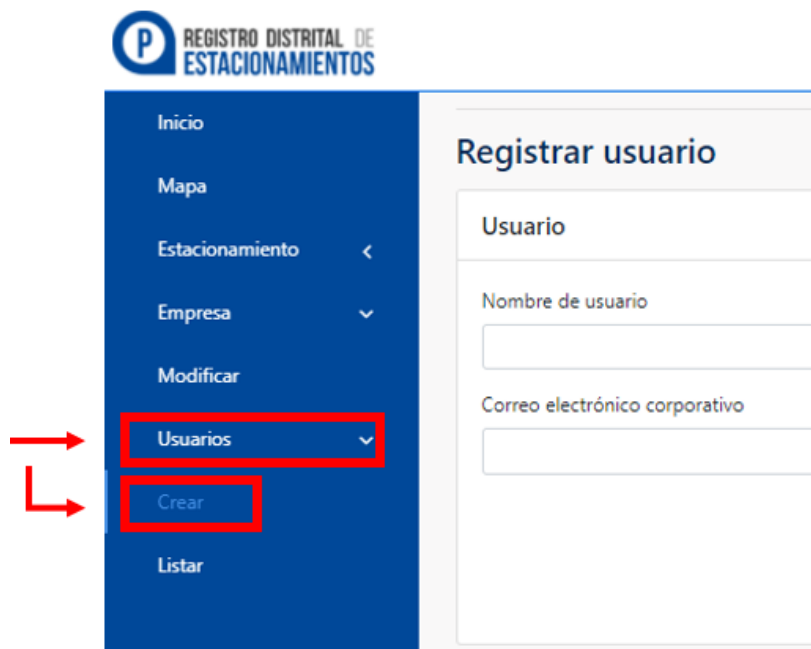 P
REGISTRO DISTRITAL DE
ESTACIONAMIENTOS
Inicio
Mapa
Estacionamiento
Empresa
Modificar
Usuarios
Crear
Listar
Registrar usuario
Usuario
Nombre de usuario
Correo electrónico corporativo